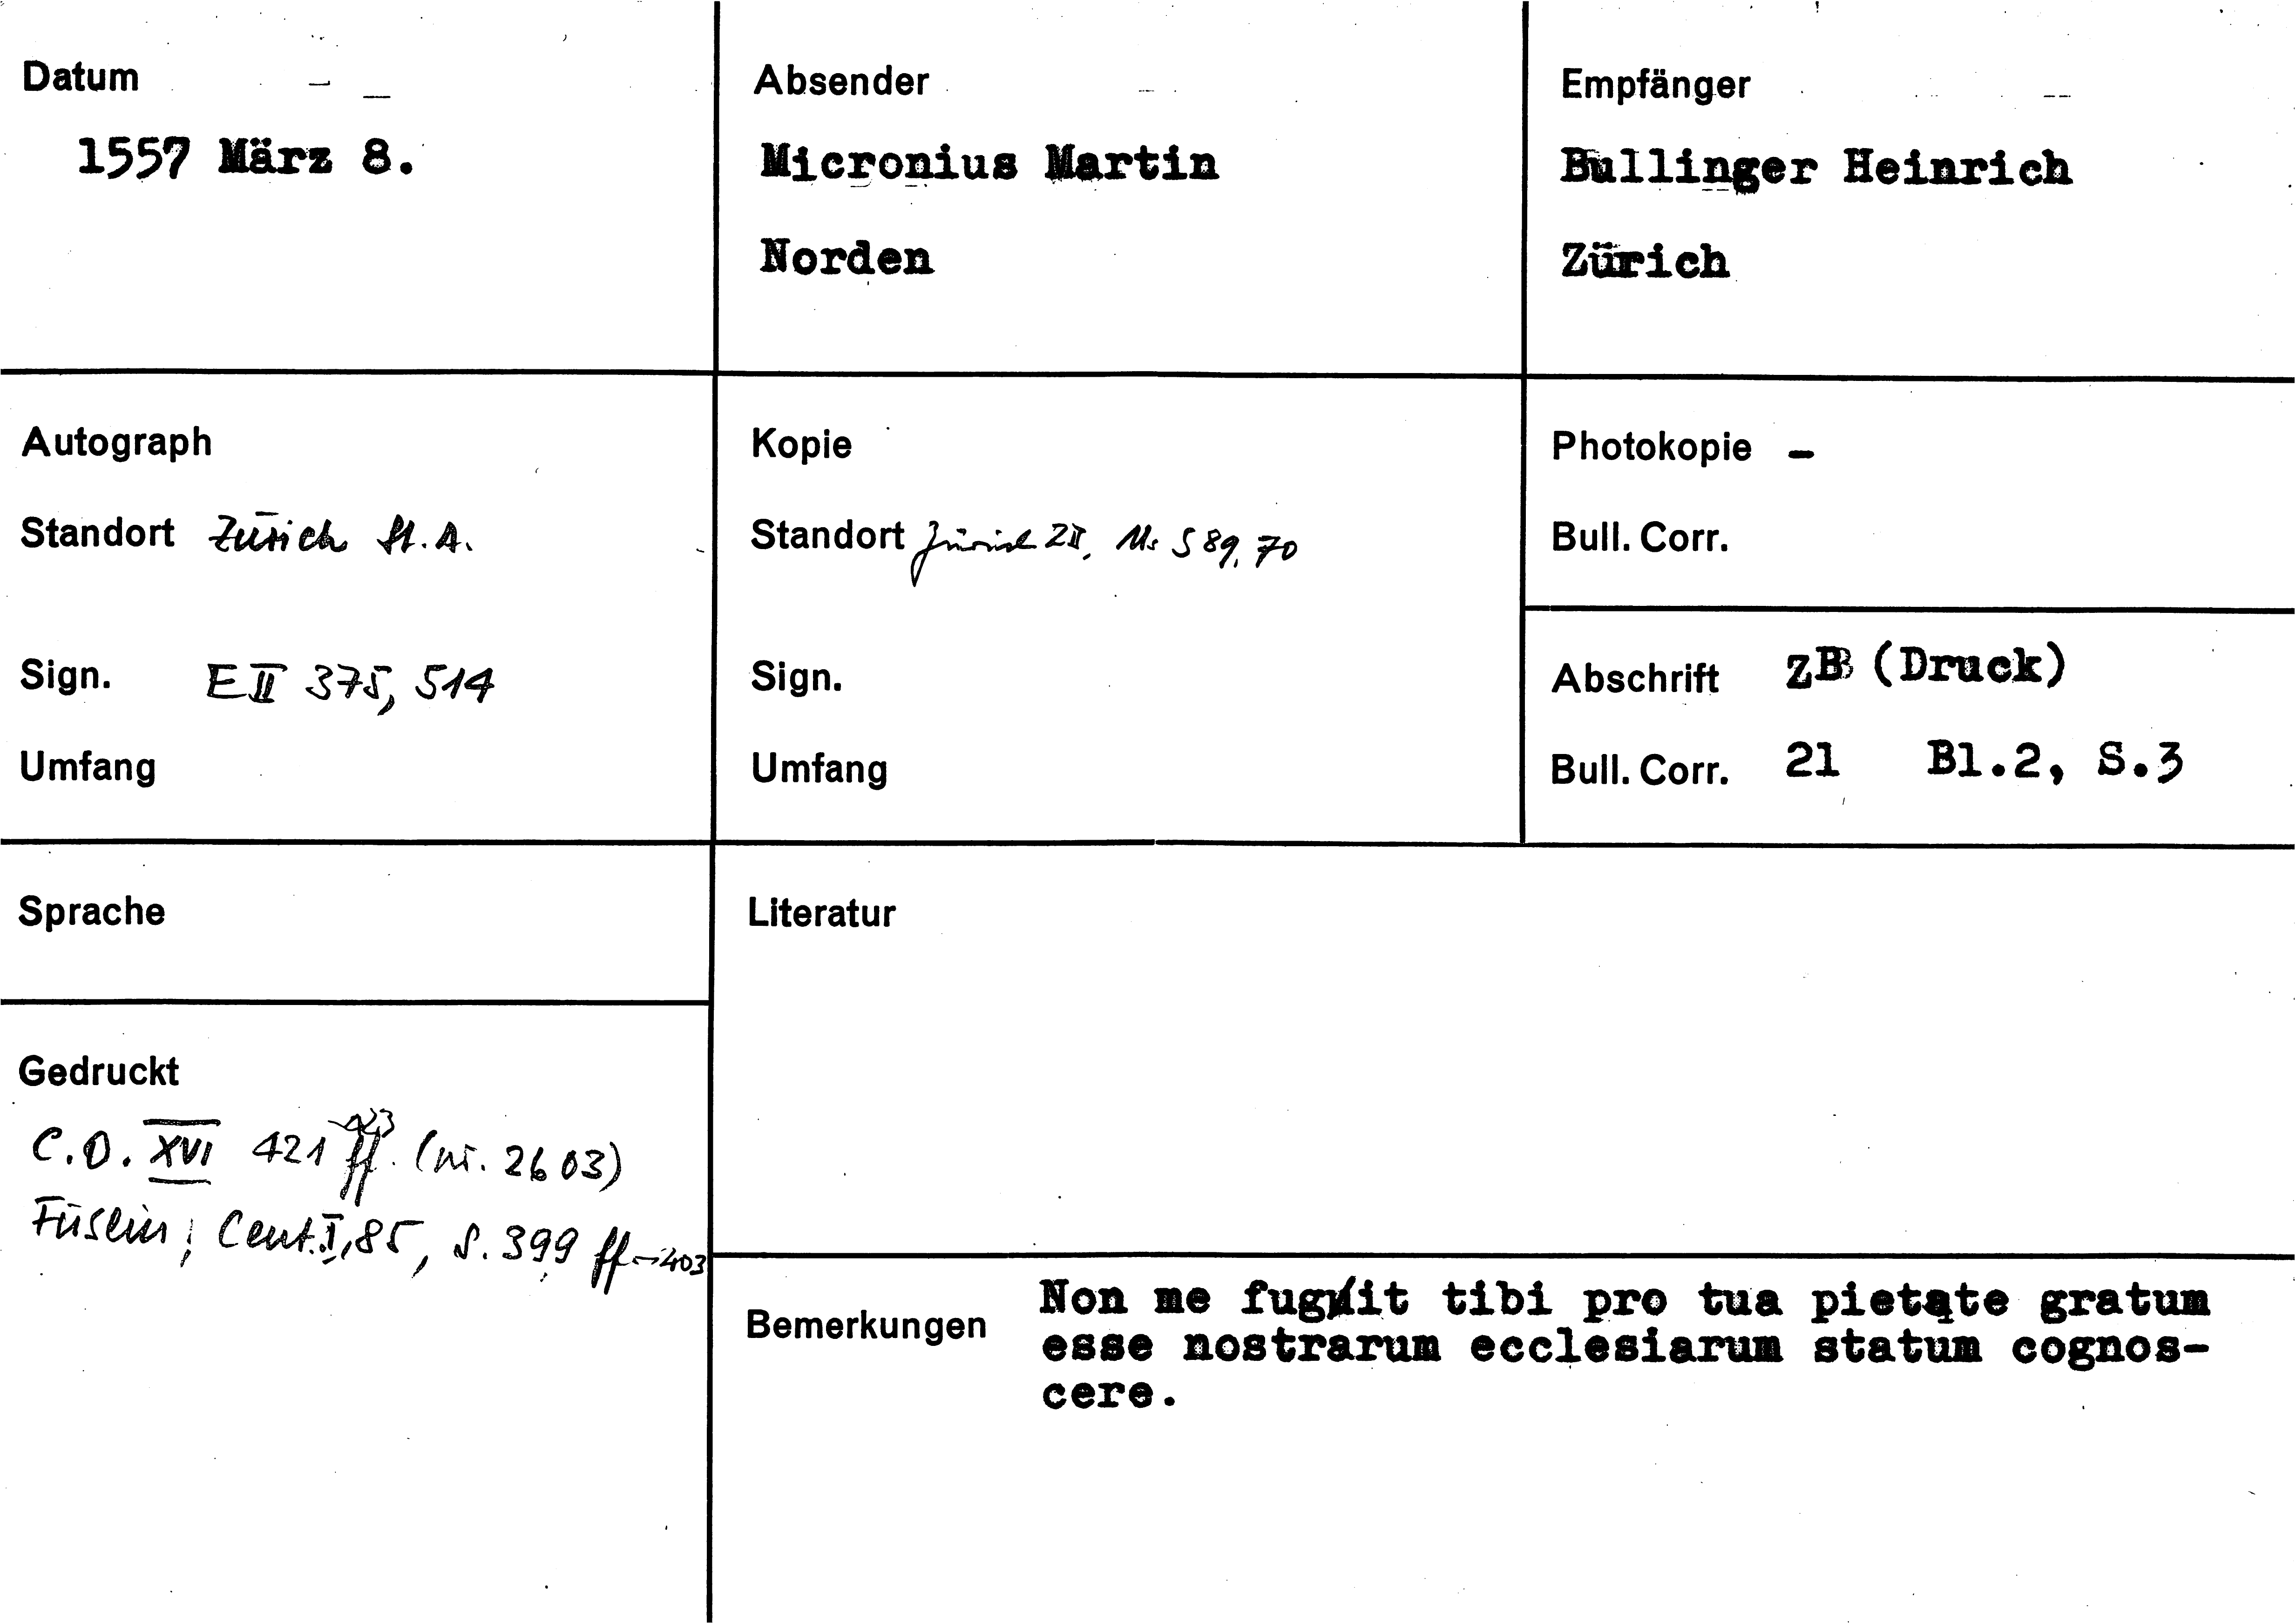 Datum
1557 März 8.
Absender
Micronius Martin
Norden
Empfänger
Bullinger Heinrich
Zürich
Autograph
Standort Zürich St.A.
Sign. E II 375, 514
Umfang
Kopie
Standort Zürich ZB, Ms S 89, 70
Sign.
Umfang
Photokopie -
Bull. Corr.
Abschrift ZB (Druck)
Bull. Corr. 21 Bl.2, S.3
Sprache
Gedruckt
C.O. XVI 421 ff. (nr. 2603)
Füslin, Cent. I, 85, S. 399 ff -403
Literatur
Bemerkungen Non me fugit tibi pro tua pietate gratum
esse nostrarum ecclesiarum statum cognos-
cere.